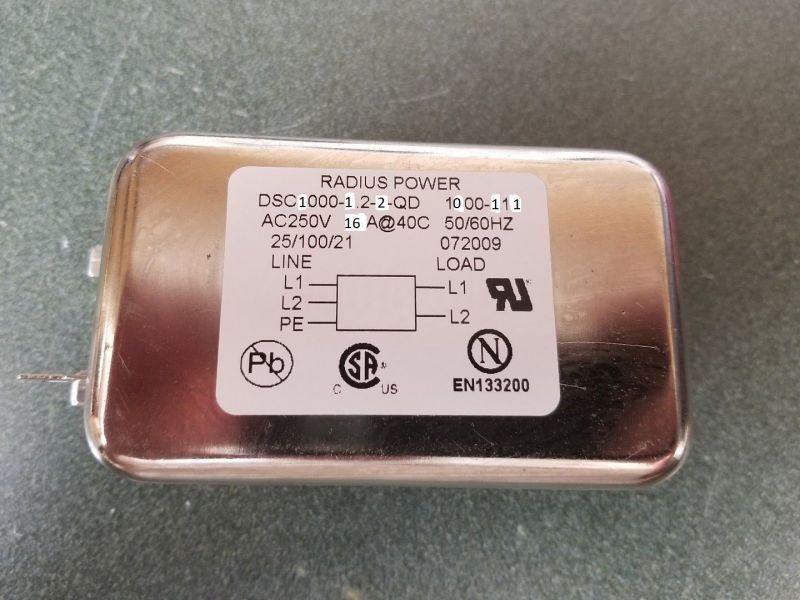 RADIUS POWER
DSC1000-1.2-2-QD 1000-111
AC250V 16 A@40C 50/60HZ
25/100/21 072009
LINE LOAD
L1 L1
L2 L2
PE
Pb
SA
C US
N
EN133200